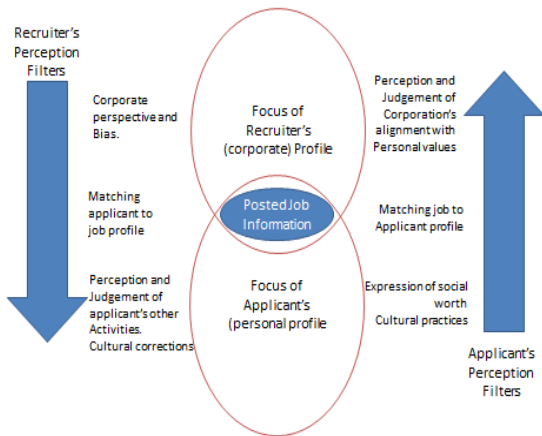 Recruiter's
Perception
Filters
Corporate
perspective and
Bias.
Matching
applicant to
job profile
Perception and
Judgement of
applicant's other
Activities.
Cultural corrections
Focus of
Recruiter's
(corporate) Profile
Posted Job
Information
Focus of
Applicant's
(personal profile
Perception and
Judgement of
Corporation's
alignment with
Personal values
Matching job to
Applicant profile
Expression of social
worth
Cultural practices
Applicant's
Perception
Filters